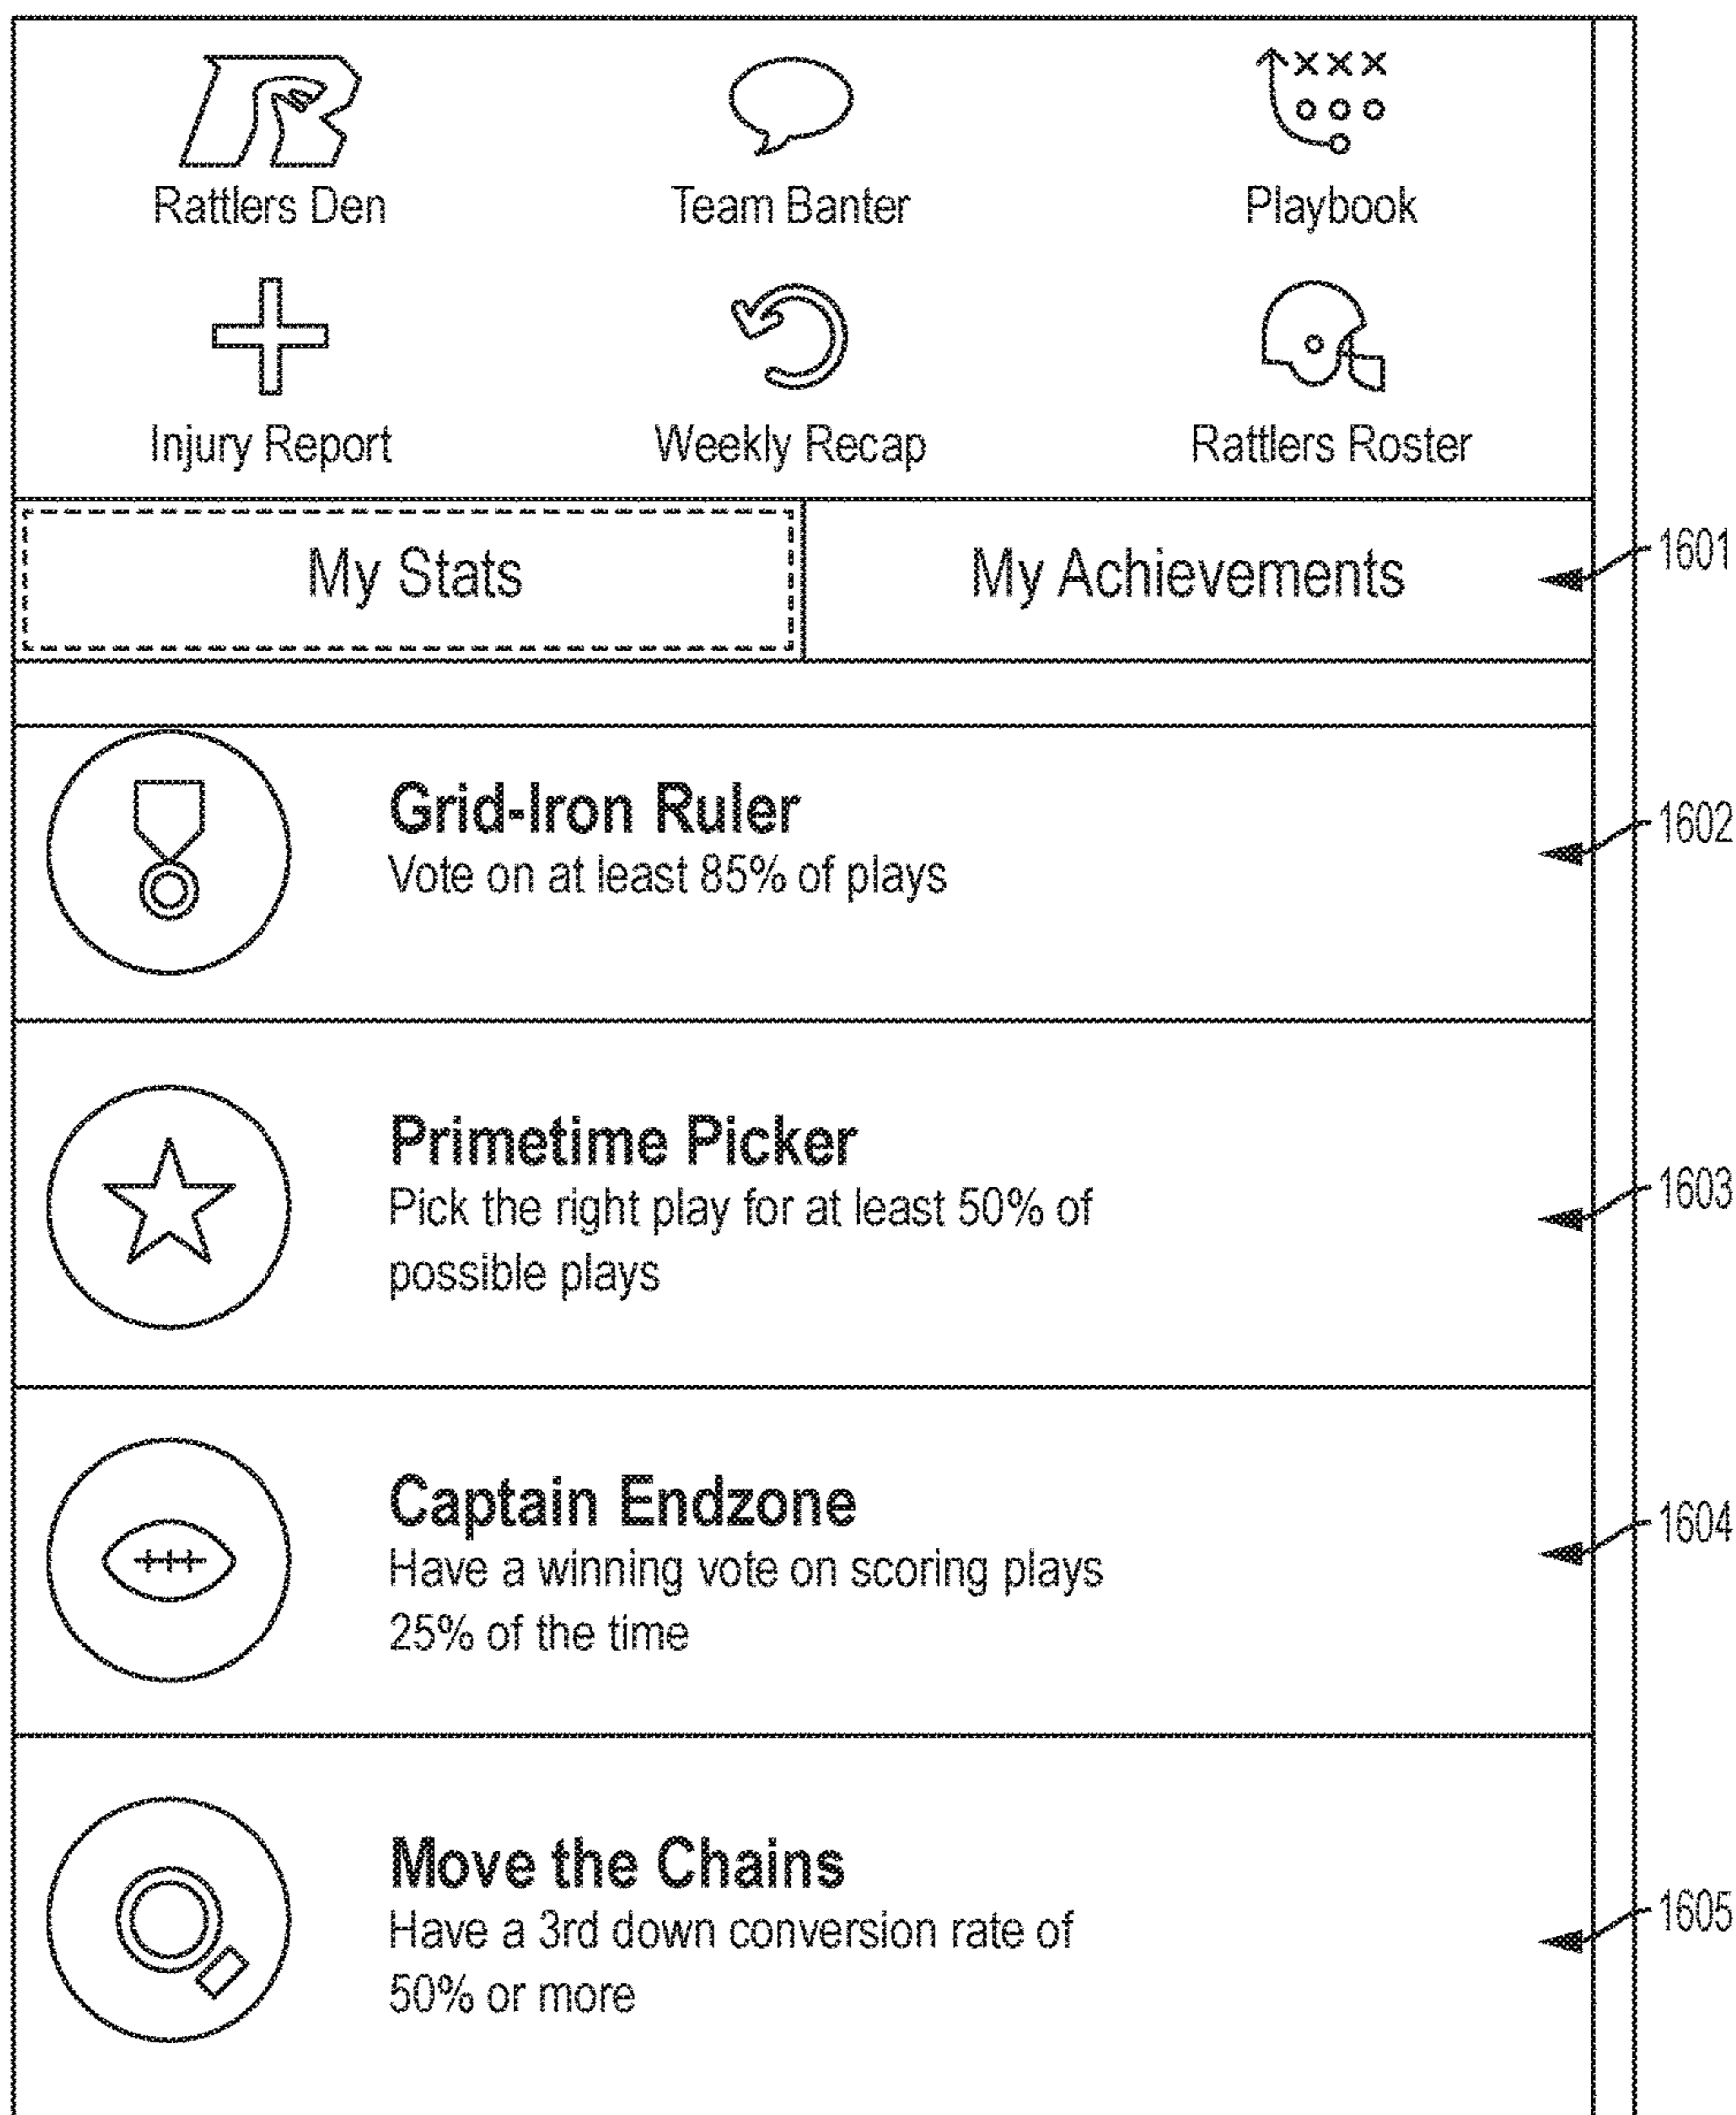 Rattlers Den
Team Banter
Playbook
Injury Report
Weekly Recap
Rattlers Roster
My Stats
My Achievements
1601
Grid-Iron Ruler
Vote on at least 85% of plays
1602
Primetime Picker
Pick the right play for at least 50% of
possible plays
1603
Captain Endzone
Have a winning vote on scoring plays
25% of the time
1604
Move the Chains
Have a 3rd down conversion rate of
50% or more
1605